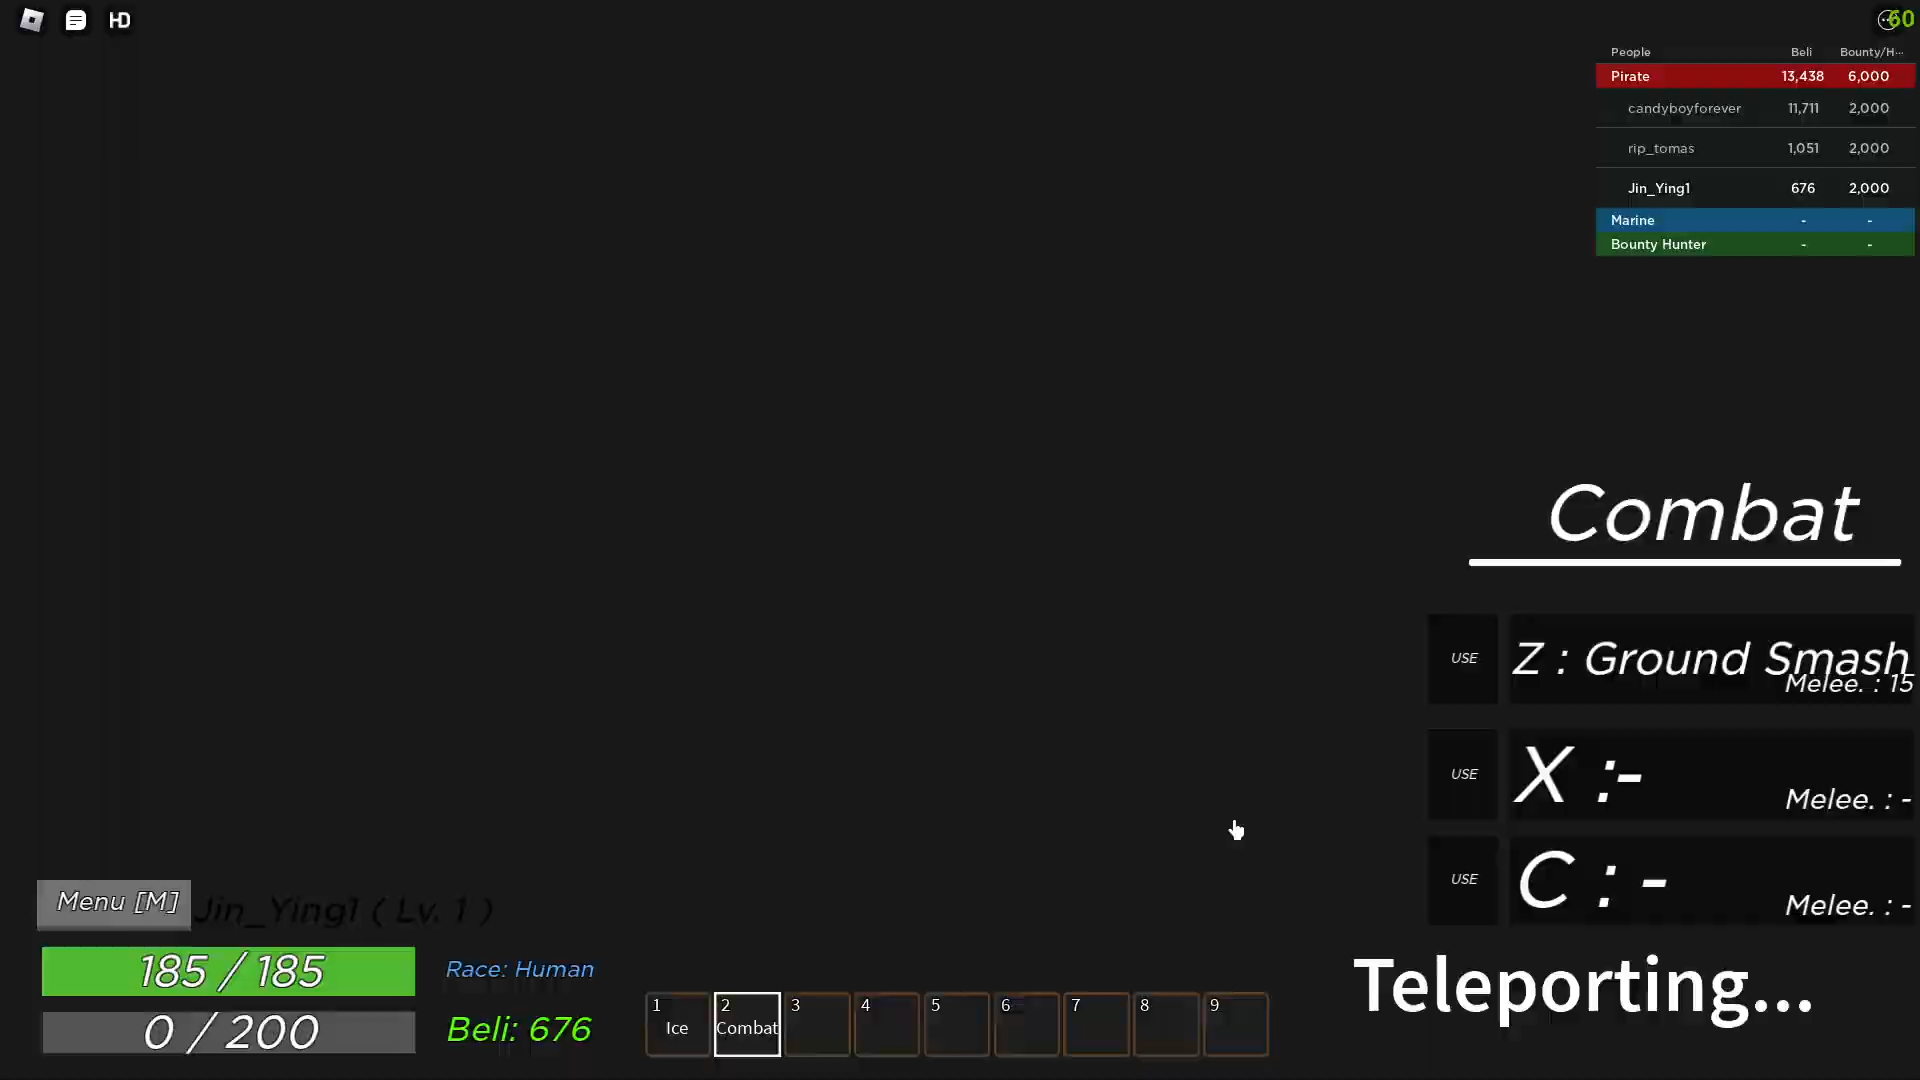 HD
60
People Beli Bounty/H...
Pirate 13,438 6,000
candyboyforever 11,711 2,000
rip_tomas 1,051 2,000
Jin_Ying1 676 2,000
Marine - -
Bounty Hunter - -
Combat
USE Z : Ground Smash
Melee. : 15
USE X :-
Melee. : -
USE C : -
Melee. : -
Menu [M] Jin_Ying1 ( Lv. 1 )
185 / 185 Race: Human
0 / 200 Beli: 676
1 2 3 4 5 6 7 8 9
Ice Combat
Teleporting...